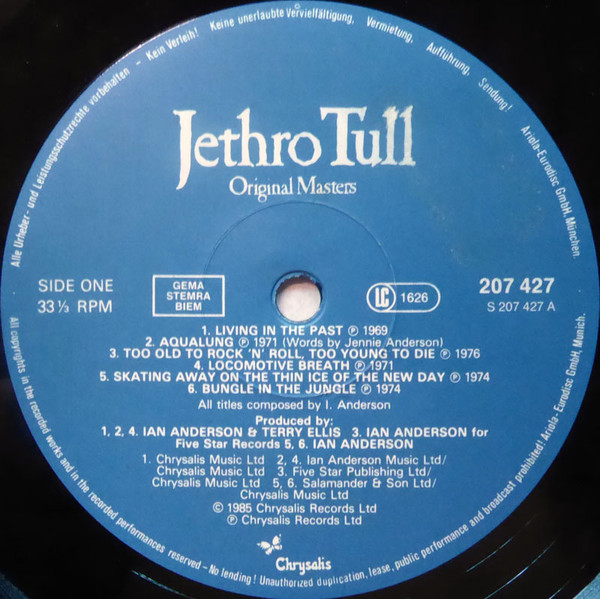 Alle Urheber- und Leistungsschutzrechte vorbehalten – Kein Verleih! Keine unerlaubte Vervielfältigung, Vermietung, Aufführung, Sendung! Ariola-Eurodisc GmbH, München.
Jethro Tull
Original Masters
SIDE ONE
33⅓ RPM
GEMA
STEMRA
BIEM
LC 1626
207 427
S 207 427 A
1. LIVING IN THE PAST ℗ 1969
2. AQUALUNG ℗ 1971 (Words by Jennie Anderson)
3. TOO OLD TO ROCK 'N' ROLL, TOO YOUNG TO DIE ℗ 1976
4. LOCOMOTIVE BREATH ℗ 1971
5. SKATING AWAY ON THE THIN ICE OF THE NEW DAY ℗ 1974
6. BUNGLE IN THE JUNGLE ℗ 1974
All titles composed by I. Anderson
Produced by:
1, 2, 4. IAN ANDERSON & TERRY ELLIS 3. IAN ANDERSON for
Five Star Records 5, 6. IAN ANDERSON
1. Chrysalis Music Ltd 2, 4. Ian Anderson Music Ltd/
Chrysalis Music Ltd 3. Five Star Publishing Ltd/
Chrysalis Music Ltd 5, 6. Salamander & Son Ltd/
Chrysalis Music Ltd
© 1985 Chrysalis Records Ltd
℗ Chrysalis Records Ltd
Chrysalis
All copyrights in the recorded works and in the recorded performances reserved – No lending! Unauthorized duplication, lease, public performance and broadcast prohibited! Ariola-Eurodisc GmbH, Munich.